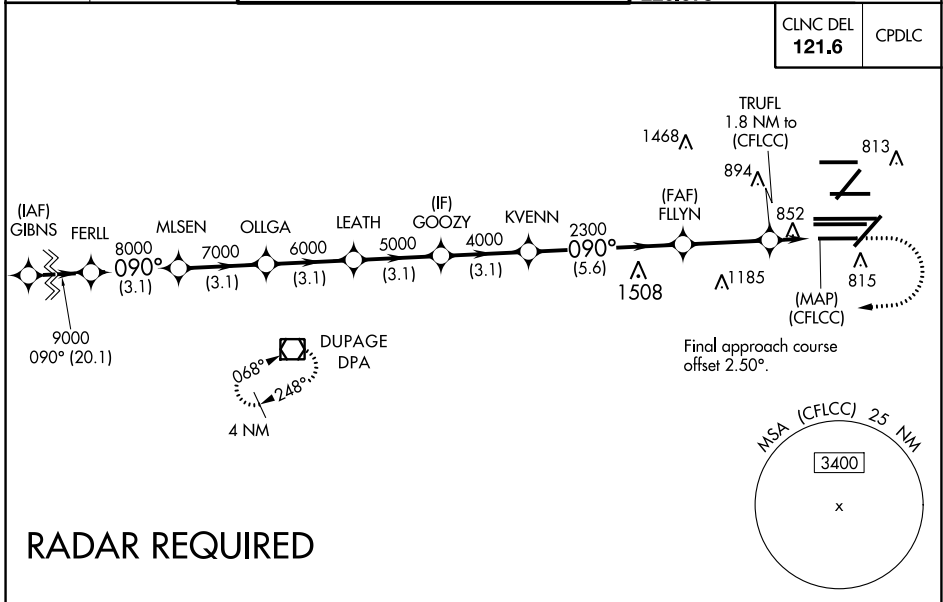 CLNC DEL
121.6
CPDLC
TRUFL
1.8 NM to
(CFLCC)
1468
813
894
(IAF)
GIBNS
FERLL
8000
090°
(3.1)
MLSEN
7000
(3.1)
OLLGA
6000
(3.1)
LEATH
5000
(3.1)
(IF)
GOOZY
4000
(3.1)
KVENN
2300
090°
(5.6)
(FAF)
FLLYN
852
1508
1185
815
(MAP)
(CFLCC)
9000
090° (20.1)
DUPAGE
DPA
068°
248°
4 NM
Final approach course
offset 2.50°.
MSA (CFLCC) 25 NM
3400
x
RADAR REQUIRED